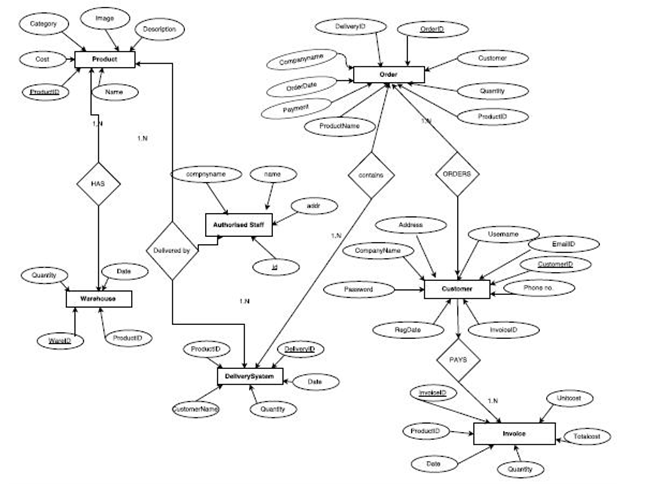 Category
Image
Description
Cost
Product
ProductID
Name
1.N
1.N
HAS
Quantity
Date
Warehouse
WareID
ProductID
compnyname
name
addr
Authorised Staff
id
Delivered by
1.N
ProductID
DeliveryID
DeliverySystem
Date
CustomerName
Quantity
DeliveryID
OrderID
Companyname
Order
Customer
OrderDate
Quantity
Payment
ProductID
ProductName
1.N
contains
ORDERS
1.N
Address
Username
CompanyName
EmailID
CustomerID
Password
Customer
Phone no.
RegDate
InvoiceID
PAYS
InvoiceID
1.N
Unitcost
ProductID
Invoice
Totalcost
Date
Quantity